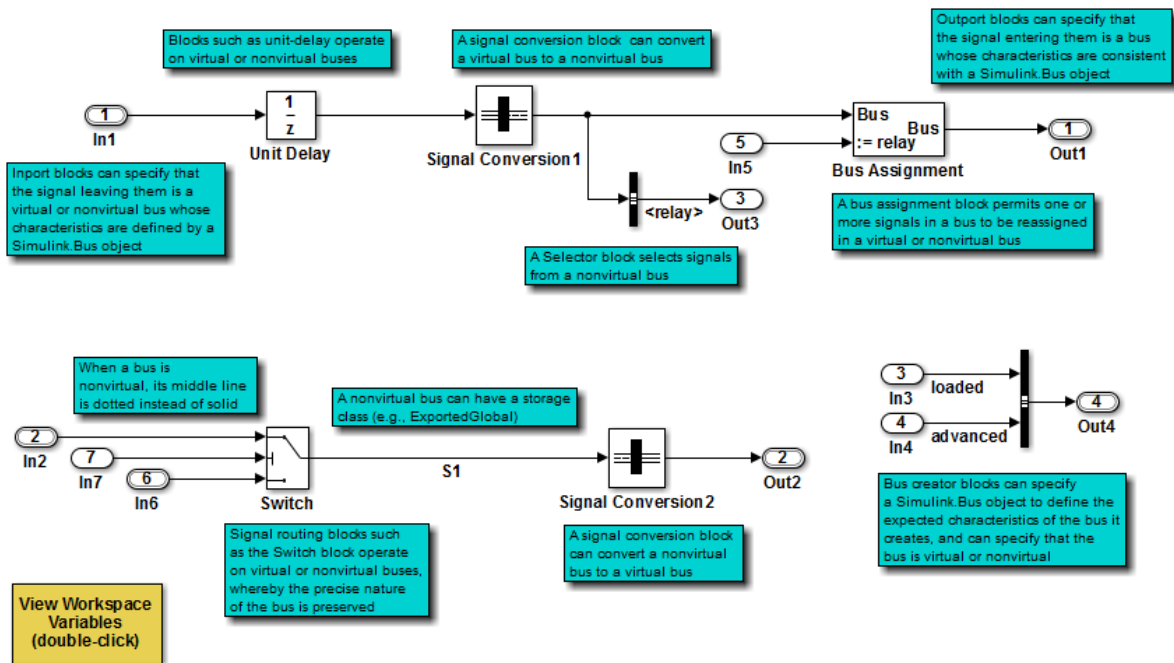 Blocks such as unit-delay operate
on virtual or nonvirtual buses
A signal conversion block can convert
a virtual bus to a nonvirtual bus
Outport blocks can specify that
the signal entering them is a bus
whose characteristics are consistent
with a Simulink.Bus object
1
In1
1
z
Unit Delay
Signal Conversion1
5
In5
Bus
Bus
:= relay
Bus Assignment
1
Out1
<relay>
3
Out3
Inport blocks can specify that
the signal leaving them is a
virtual or nonvirtual bus whose
characteristics are defined by a
Simulink.Bus object
A Selector block selects signals
from a nonvirtual bus
A bus assignment block permits one or
more signals in a bus to be reassigned
in a virtual or nonvirtual bus
When a bus is
nonvirtual, its middle line
is dotted instead of solid
A nonvirtual bus can have a storage
class (e.g., ExportedGlobal)
2
In2
7
In7
6
In6
Switch
S1
Signal Conversion2
2
Out2
3
In3
loaded
4
In4
advanced
4
Out4
Signal routing blocks such
as the Switch block operate
on virtual or nonvirtual buses,
whereby the precise nature
of the bus is preserved
A signal conversion block
can convert a nonvirtual
bus to a virtual bus
Bus creator blocks can specify
a Simulink.Bus object to define the
expected characteristics of the bus it
creates, and can specify that the
bus is virtual or nonvirtual
View Workspace
Variables
(double-click)